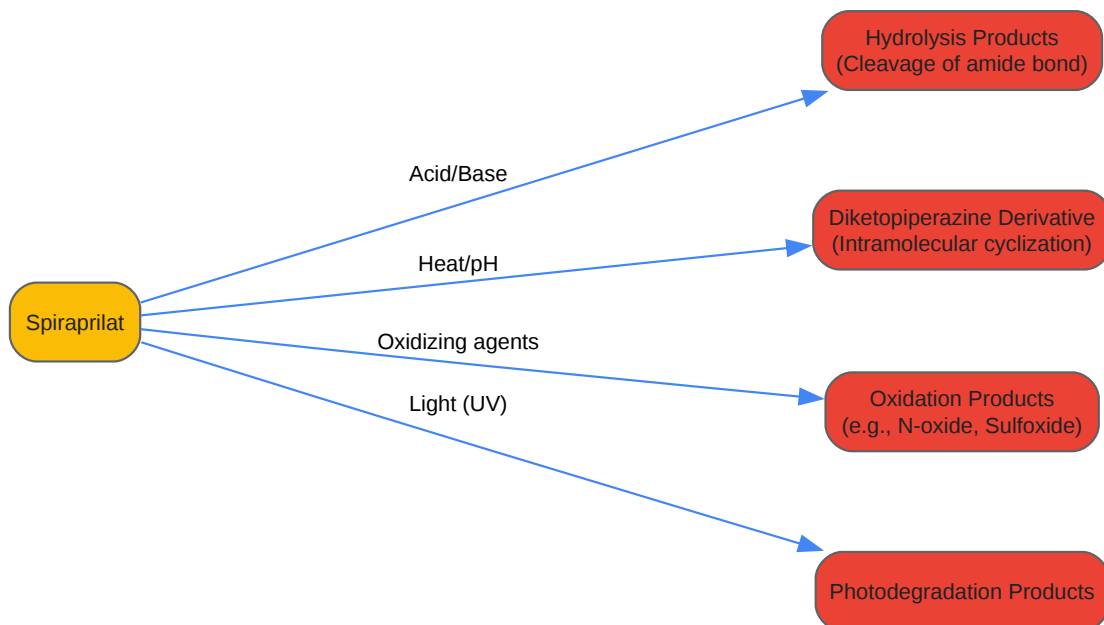 Hydrolysis Products
(Cleavage of amide bond)
Acid/Base
Diketopiperazine Derivative
(Intramolecular cyclization)
Heat/pH
Spiraprilat
Oxidizing agents
Oxidation Products
(e.g., N-oxide, Sulfoxide)
Light (UV)
Photodegradation Products